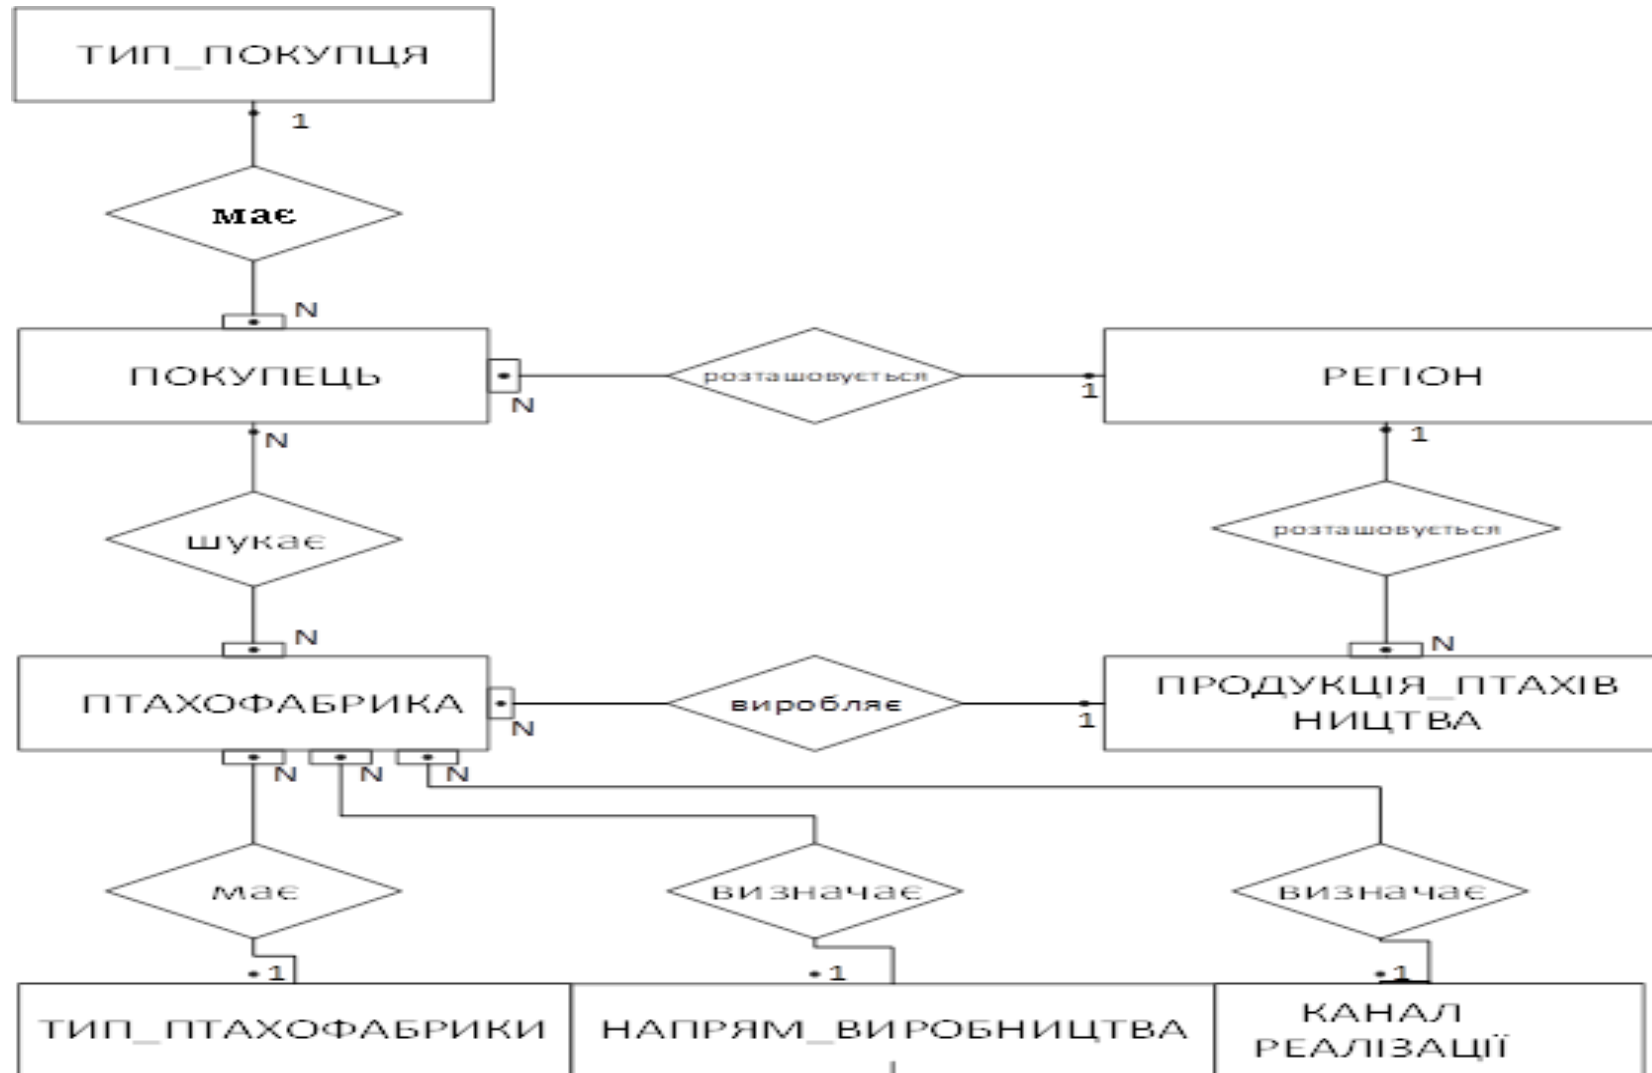 ТИП_ПОКУПЦЯ
1
має
N
ПОКУПЕЦЬ
N
розташовується
1
РЕГІОН
N
1
шукає
розташовується
N
N
ПТАХОФАБРИКА
N
виробляє
1
ПРОДУКЦІЯ_ПТАХІВ
НИЦТВА
N
N
N
має
визначає
визначає
1
1
1
ТИП_ПТАХОФАБРИКИ
НАПРЯМ_ВИРОБНИЦТВА
КАНАЛ
РЕАЛІЗАЦІЇ